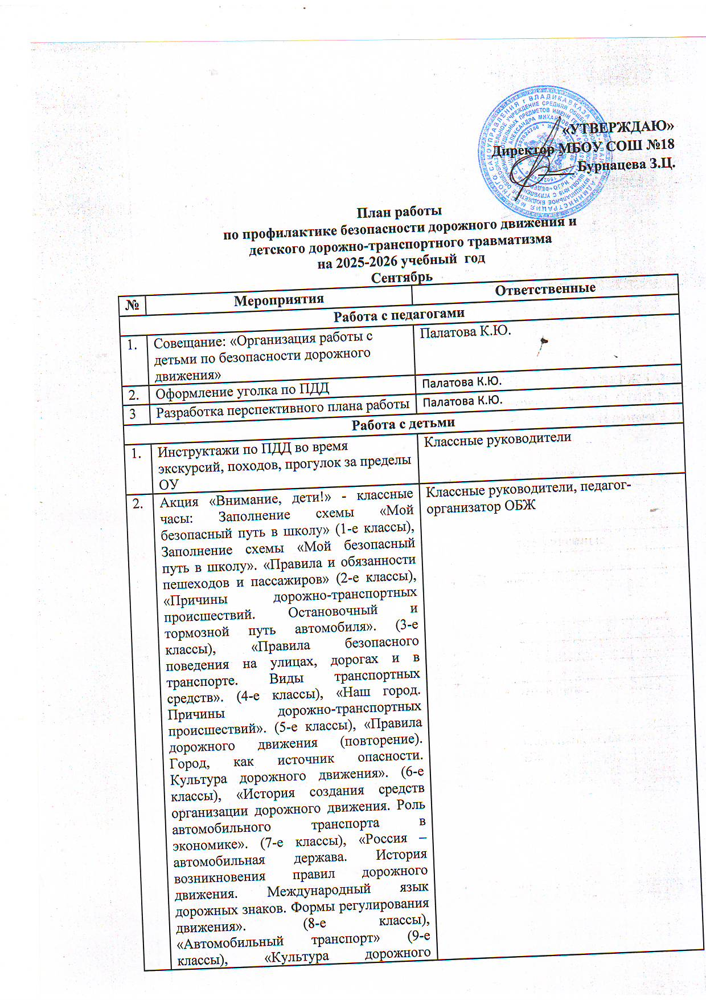 «УТВЕРЖДАЮ»
Директор МБОУ СОШ №18
Бурнацева З.Ц.
План работы
по профилактике безопасности дорожного движения и
детского дорожно-транспортного травматизма
на 2025-2026 учебный год
Сентябрь
№ Мероприятия Ответственные
Работа с педагогами
1. Совещание: «Организация работы с Палатова К.Ю.
детьми по безопасности дорожного
движения»
2. Оформление уголка по ПДД Палатова К.Ю.
3 Разработка перспективного плана работы Палатова К.Ю.
Работа с детьми
1. Инструктажи по ПДД во время Классные руководители
экскурсий, походов, прогулок за пределы
ОУ
2. Акция «Внимание, дети!» - классные Классные руководители, педагог-
часы: Заполнение схемы «Мой организатор ОБЖ
безопасный путь в школу» (1-е классы),
Заполнение схемы «Мой безопасный
путь в школу». «Правила и обязанности
пешеходов и пассажиров» (2-е классы),
«Причины дорожно-транспортных
происшествий. Остановочный и
тормозной путь автомобиля». (3-е
классы), «Правила безопасного
поведения на улицах, дорогах и в
транспорте. Виды транспортных
средств». (4-е классы), «Наш город.
Причины дорожно-транспортных
происшествий». (5-е классы), «Правила
дорожного движения (повторение).
Город, как источник опасности.
Культура дорожного движения». (6-е
классы), «История создания средств
организации дорожного движения. Роль
автомобильного транспорта в
экономике». (7-е классы), «Россия –
автомобильная держава. История
возникновения правил дорожного
движения. Международный язык
дорожных знаков. Формы регулирования
движения». (8-е классы),
«Автомобильный транспорт» (9-е
классы), «Культура дорожного